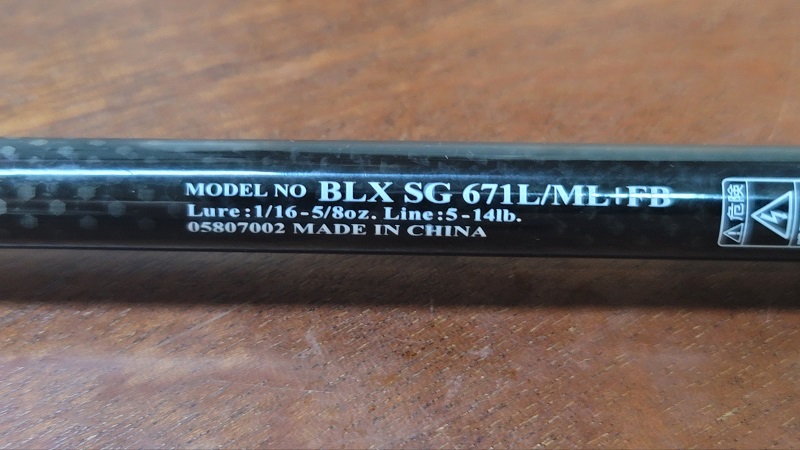 MODEL NO BLX SG 671L/ML+FB
Lure:1/16-5/8oz. Line:5-14lb.
05807002 MADE IN CHINA
危険